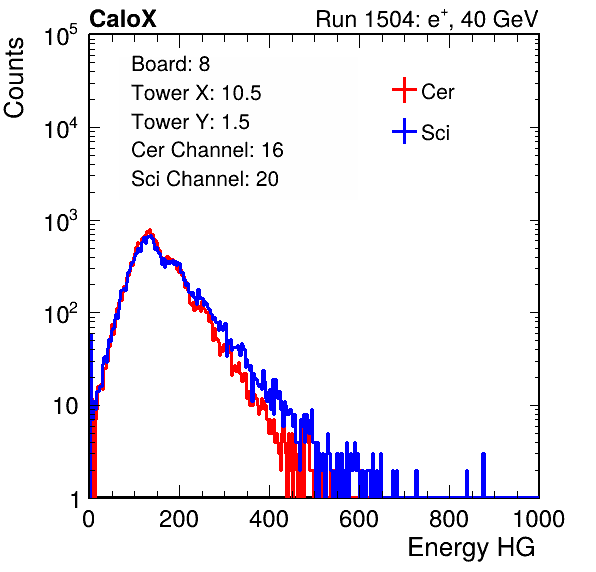 CaloX Run 1504: e⁺, 40 GeV
Counts
Board: 8
Tower X: 10.5
Tower Y: 1.5
Cer Channel: 16
Sci Channel: 20
Cer
Sci
10⁵
10⁴
10³
10²
10
1
0 200 400 600 800 1000
Energy HG